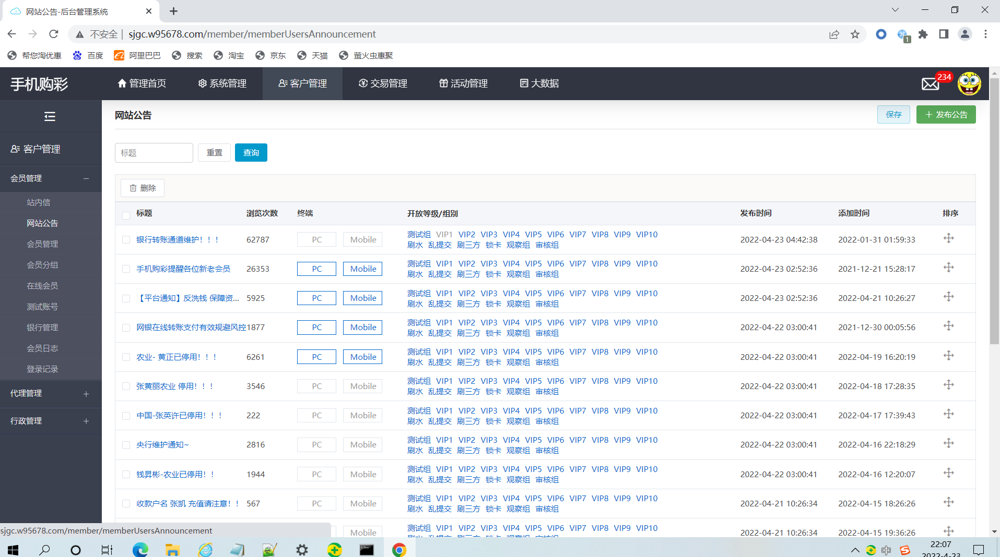 网站公告-后台管理系统
不安全 sjgc.w95678.com/member/memberUsersAnnouncement
1
帮您淘优惠 百度 阿里巴巴 搜索 淘宝 京东 天猫 萤火虫惠聚
手机购彩 管理首页 系统管理 客户管理 交易管理 活动管理 大数据 234
网站公告 保存 发布公告
客户管理
标题 重置 查询
会员管理
站内信
网站公告
会员管理
会员分组
在线会员
测试账号
银行管理
会员日志
登录记录
代理管理
行政管理
删除
标题 浏览次数 终端 开放等级/组别 发布时间 添加时间 排序
银行转账通道维护！！！ 62787 PC Mobile 测试组 VIP1 VIP2 VIP3 VIP4 VIP5 VIP6 VIP7 VIP8 VIP9 VIP10 2022-04-23 04:42:38 2022-01-31 01:59:33
刷水 乱提交 刷三方 锁卡 观察组 审核组
手机购彩提醒各位新老会员 26353 PC Mobile 测试组 VIP1 VIP2 VIP3 VIP4 VIP5 VIP6 VIP7 VIP8 VIP9 VIP10 2022-04-23 02:52:36 2021-12-21 15:28:17
刷水 乱提交 刷三方 锁卡 观察组 审核组
【平台通知】反洗钱 保障资... 5925 PC Mobile 测试组 VIP1 VIP2 VIP3 VIP4 VIP5 VIP6 VIP7 VIP8 VIP9 VIP10 2022-04-23 02:52:36 2022-04-21 10:26:27
刷水 乱提交 刷三方 锁卡 观察组 审核组
网银在线转账支付有效规避风控 1877 PC Mobile 测试组 VIP1 VIP2 VIP3 VIP4 VIP5 VIP6 VIP7 VIP8 VIP9 VIP10 2022-04-22 03:00:41 2021-12-30 00:05:56
刷水 乱提交 刷三方 锁卡 观察组 审核组
农业- 黄正已停用！！！ 6261 PC Mobile 测试组 VIP1 VIP2 VIP3 VIP4 VIP5 VIP6 VIP7 VIP8 VIP9 VIP10 2022-04-22 03:00:41 2022-04-19 16:20:19
刷水 乱提交 刷三方 锁卡 观察组 审核组
张黄丽农业 停用！！！ 3546 PC Mobile 测试组 VIP1 VIP2 VIP3 VIP4 VIP5 VIP6 VIP7 VIP8 VIP9 VIP10 2022-04-22 03:00:41 2022-04-18 17:28:35
刷水 乱提交 刷三方 锁卡 观察组 审核组
中国-张英许已停用！！！ 222 PC Mobile 测试组 VIP1 VIP2 VIP3 VIP4 VIP5 VIP6 VIP7 VIP8 VIP9 VIP10 2022-04-22 03:00:41 2022-04-17 17:39:43
刷水 乱提交 刷三方 锁卡 观察组 审核组
央行维护通知~ 2816 PC Mobile 测试组 VIP1 VIP2 VIP3 VIP4 VIP5 VIP6 VIP7 VIP8 VIP9 VIP10 2022-04-22 03:00:41 2022-04-16 22:18:29
刷水 乱提交 刷三方 锁卡 观察组 审核组
钱昇彬-农业已停用！！ 1944 PC Mobile 测试组 VIP1 VIP2 VIP3 VIP4 VIP5 VIP6 VIP7 VIP8 VIP9 VIP10 2022-04-22 03:00:41 2022-04-16 12:20:07
刷水 乱提交 刷三方 锁卡 观察组 审核组
收款户名 张凯 充值请注意！！ 567 PC Mobile 测试组 VIP1 VIP2 VIP3 VIP4 VIP5 VIP6 VIP7 VIP8 VIP9 VIP10 2022-04-21 10:26:34 2022-04-15 18:26:26
刷水 乱提交 刷三方 锁卡 观察组 审核组
Mobile 测试组 VIP1 VIP2 VIP3 VIP4 VIP5 VIP6 VIP7 VIP8 VIP9 VIP10 2022-04-21 10:26:34 2022-04-15 19:36:26
sjgc.w95678.com/member/memberUsersAnnouncement
中 22:07
2022-4-23